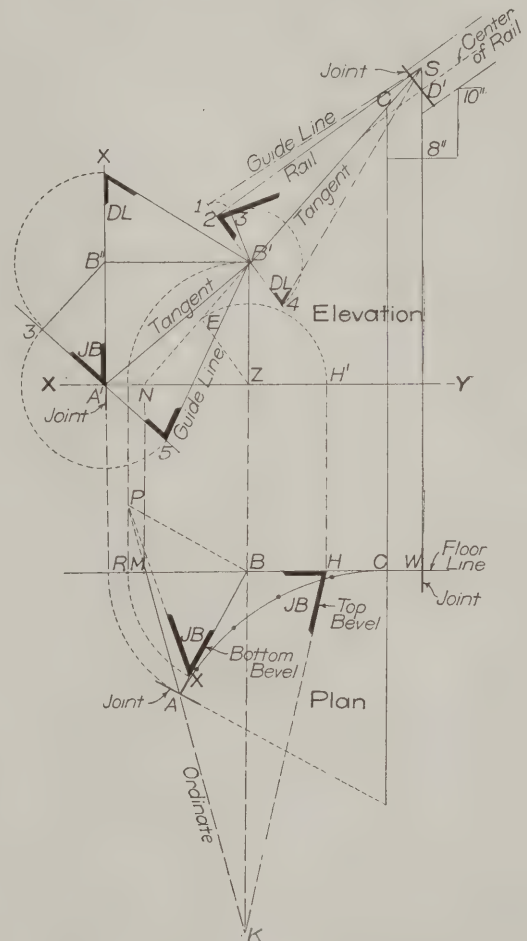 Center
of Rail
Joint
S
D'
C
10"
Guide Line
Rail
8"
Tangent
X
1
2
3
DL
B"
B'
DL
4
Tangent
E
Elevation
3
JB
Guide Line
X
A'
N
Z
H'
Y
Joint
5
P
R
M
B
H
C
W
Floor
Line
JB
Top
Bevel
Joint
JB
Bottom
Bevel
X
Joint
A
Plan
Ordinate
K